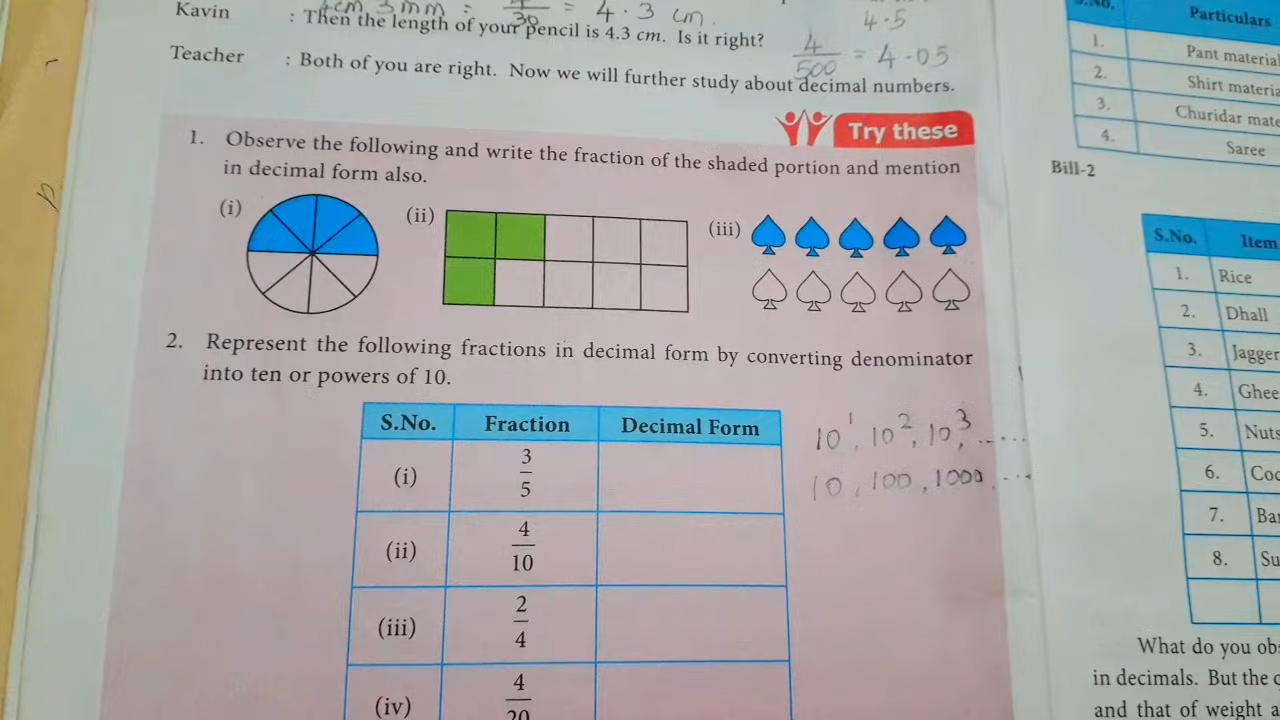 = 4.3 cm.
Kavin : Then the length of your pencil is 4.3 cm. Is it right?
4.5
4/500 = 4.05
Teacher : Both of you are right. Now we will further study about decimal numbers.
Try these
1. Observe the following and write the fraction of the shaded portion and mention
in decimal form also.
(i) (ii) (iii)
2. Represent the following fractions in decimal form by converting denominator
into ten or powers of 10.
S.No. Fraction Decimal Form
(i) 3/5
(ii) 4/10
(iii) 2/4
(iv) 4/20
10¹, 10², 10³, .....
10, 100, 1000, ...
S.No. Particulars
1. Pant material
2. Shirt
3. Churidar
4. Saree
Bill-2
S.No. Item
1. Rice
2. Dhall
3. Jagger
4. Ghee
5. Nuts
6.
7.
8.
What do you
in decimals. But the
and that of weight